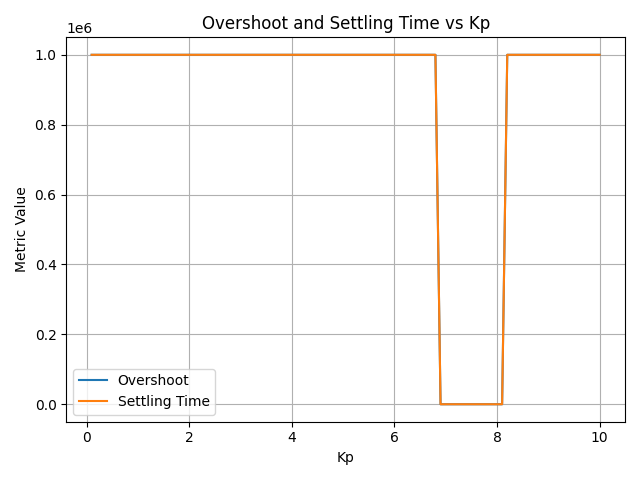 Overshoot and Settling Time vs Kp
1e6
1.0
0.8
0.6
0.4
0.2
0.0
Metric Value
Overshoot
Settling Time
0 2 4 6 8 10
Kp